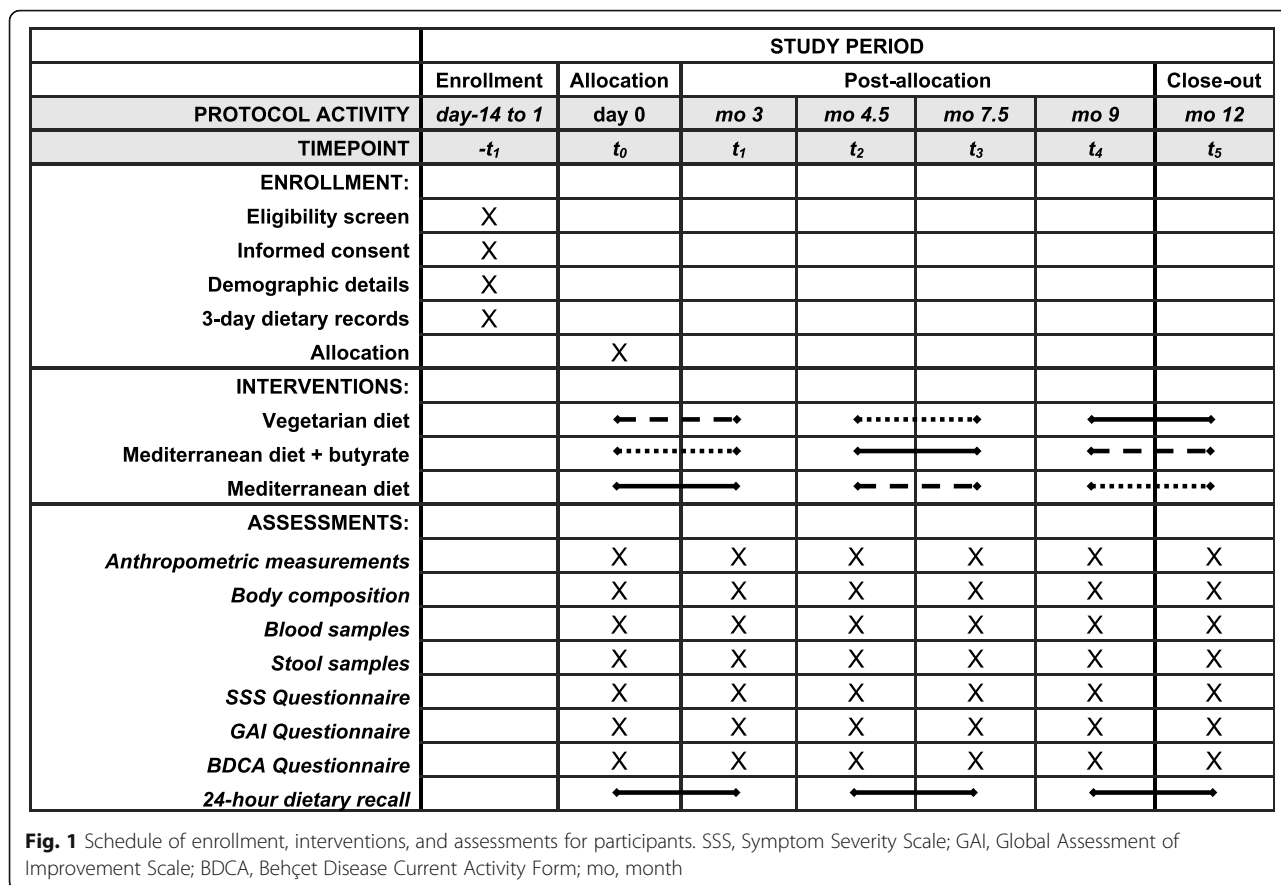 STUDY PERIOD
Enrollment Allocation Post-allocation Close-out
PROTOCOL ACTIVITY day-14 to 1 day 0 mo 3 mo 4.5 mo 7.5 mo 9 mo 12
TIMEPOINT -t₁ t₀ t₁ t₂ t₃ t₄ t₅
ENROLLMENT:
Eligibility screen X
Informed consent X
Demographic details X
3-day dietary records X
Allocation X
INTERVENTIONS:
Vegetarian diet
Mediterranean diet + butyrate
Mediterranean diet
ASSESSMENTS:
Anthropometric measurements X X X X X X
Body composition X X X X X X
Blood samples X X X X X X
Stool samples X X X X X X
SSS Questionnaire X X X X X X
GAI Questionnaire X X X X X X
BDCA Questionnaire X X X X X X
24-hour dietary recall
Fig. 1 Schedule of enrollment, interventions, and assessments for participants. SSS, Symptom Severity Scale; GAI, Global Assessment of
Improvement Scale; BDCA, Behçet Disease Current Activity Form; mo, month